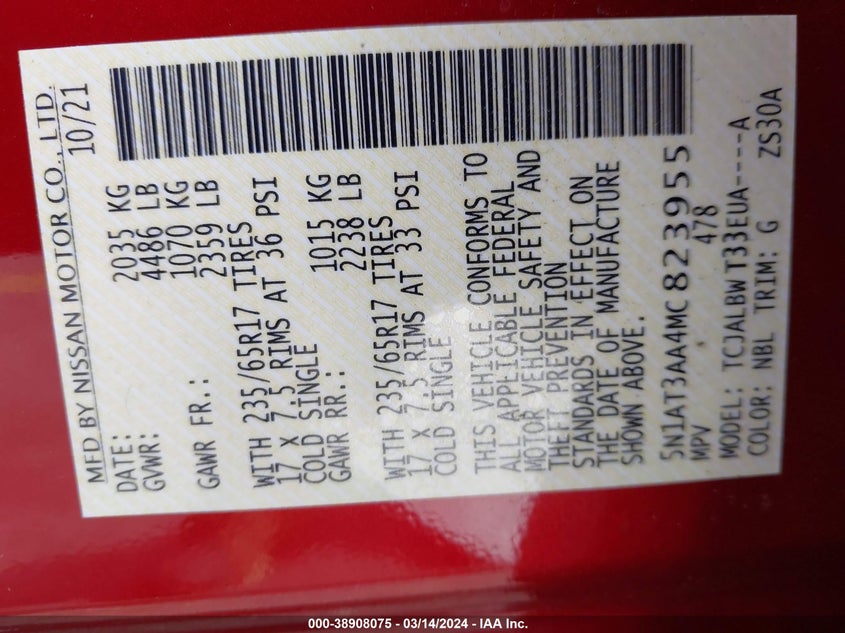 MFD BY NISSAN MOTOR CO., LTD.
DATE: 10/21
GVWR: 2035 KG
4486 LB
GAWR FR.: 1070 KG
2359 LB
WITH 235/65R17 TIRES
17 X 7.5 RIMS AT 36 PSI
COLD SINGLE
GAWR RR.: 1015 KG
2238 LB
WITH 235/65R17 TIRES
17 X 7.5 RIMS AT 33 PSI
COLD SINGLE
THIS VEHICLE CONFORMS TO
ALL APPLICABLE FEDERAL
MOTOR VEHICLE SAFETY AND
THEFT PREVENTION
STANDARDS IN EFFECT ON
THE DATE OF MANUFACTURE
SHOWN ABOVE.
5N1AT3AA4MC823955
MPV 478
MODEL: TCJALBWT33EUA----A
COLOR: NBL TRIM: G ZS30A
000-38908075 - 03/14/2024 - IAA Inc.